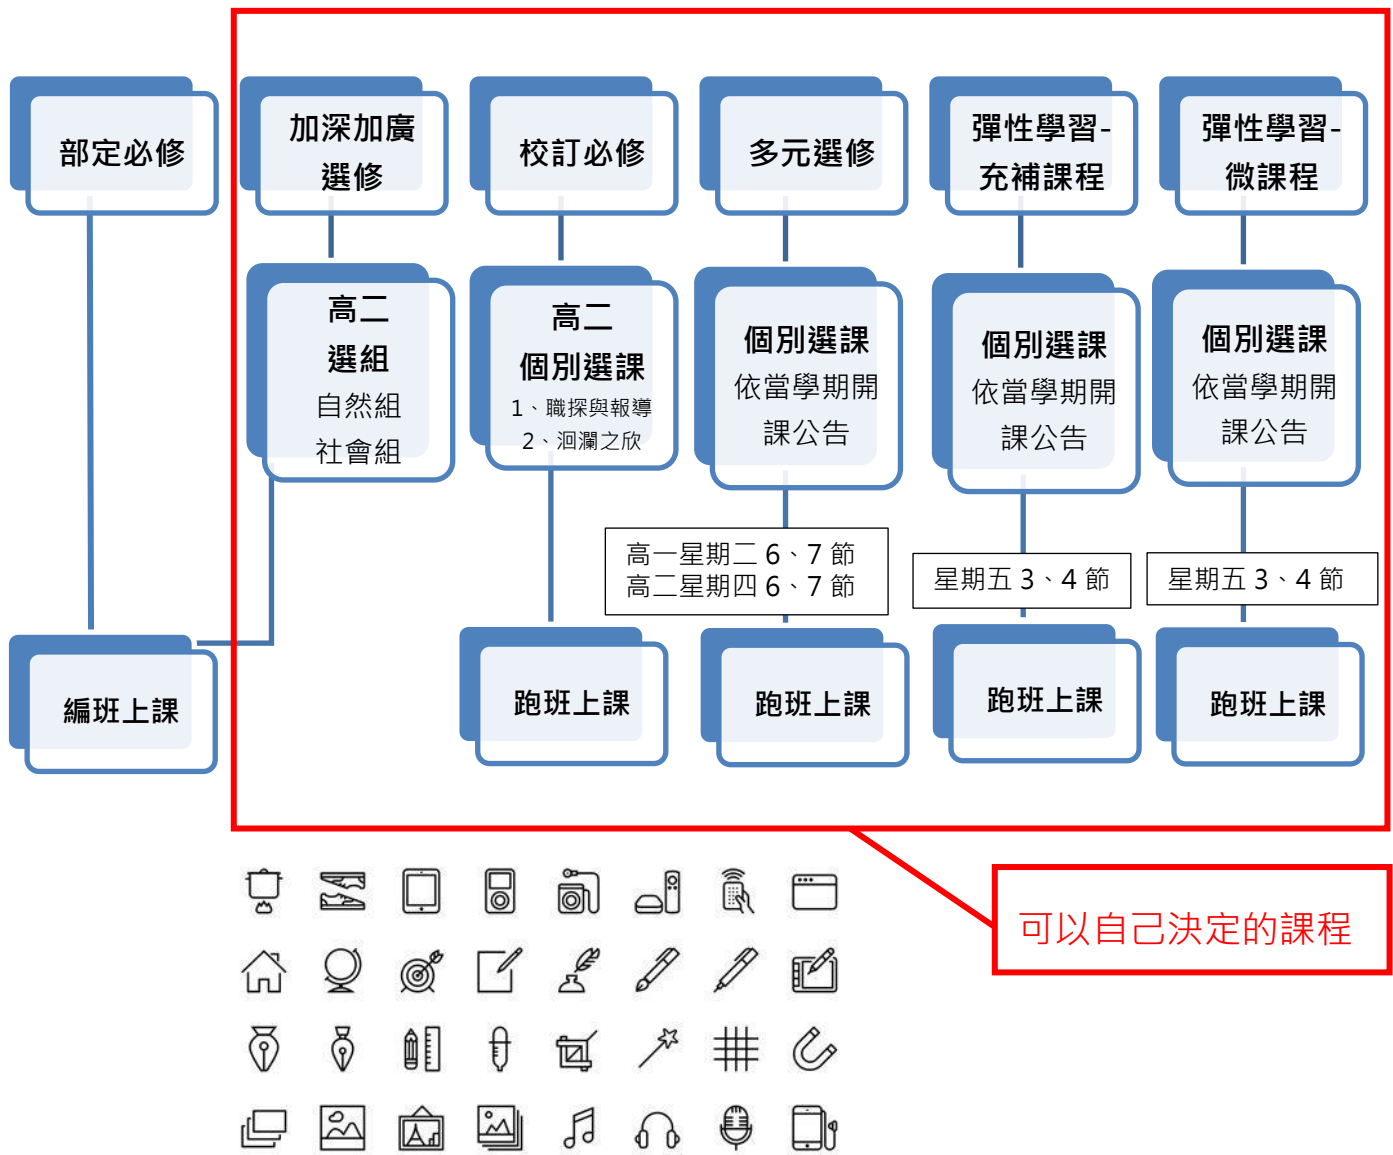 部定必修
加深加廣
選修
校訂必修
多元選修
彈性學習-
充補課程
彈性學習-
微課程
高二
選組
自然組
社會組
高二
個別選課
1、職探與報導
2、洄瀾之欣
個別選課
依當學期開
課公告
個別選課
依當學期開
課公告
個別選課
依當學期開
課公告
高一星期二 6、7 節
高二星期四 6、7 節
星期五 3、4 節
星期五 3、4 節
編班上課
跑班上課
跑班上課
跑班上課
跑班上課
可以自己決定的課程